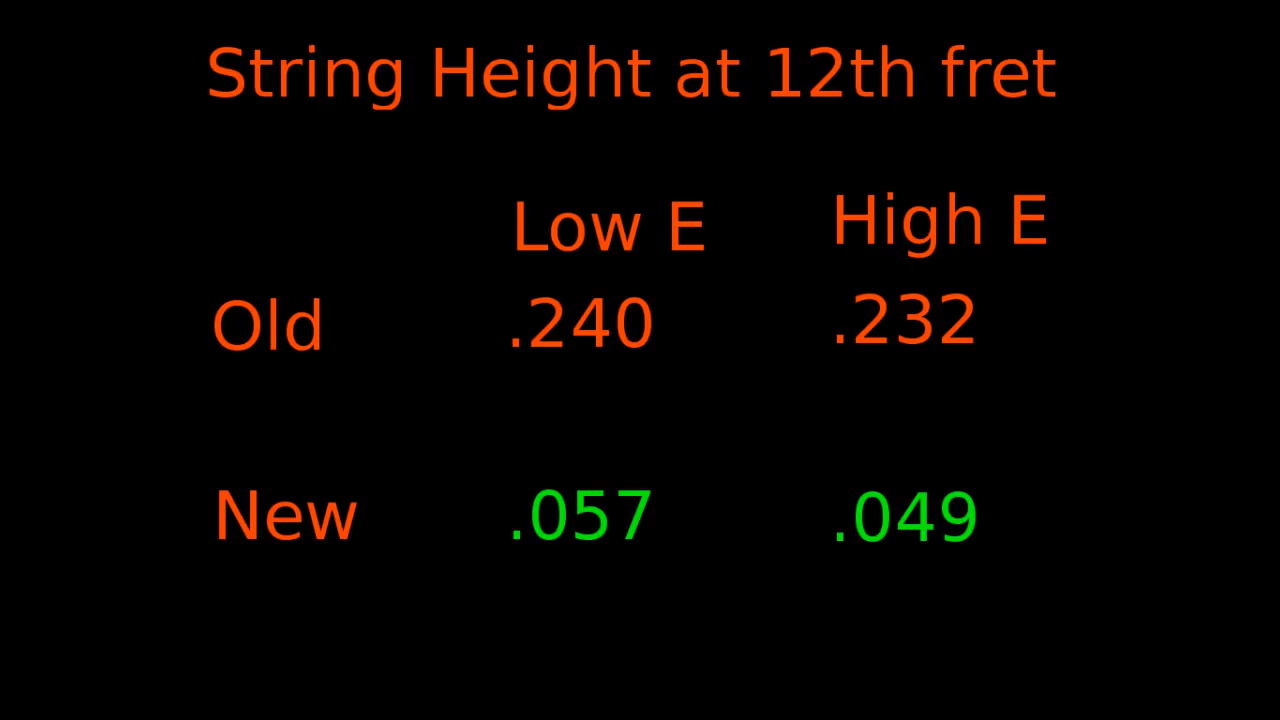 String Height at 12th fret
Low E High E
Old .240 .232
New .057 .049